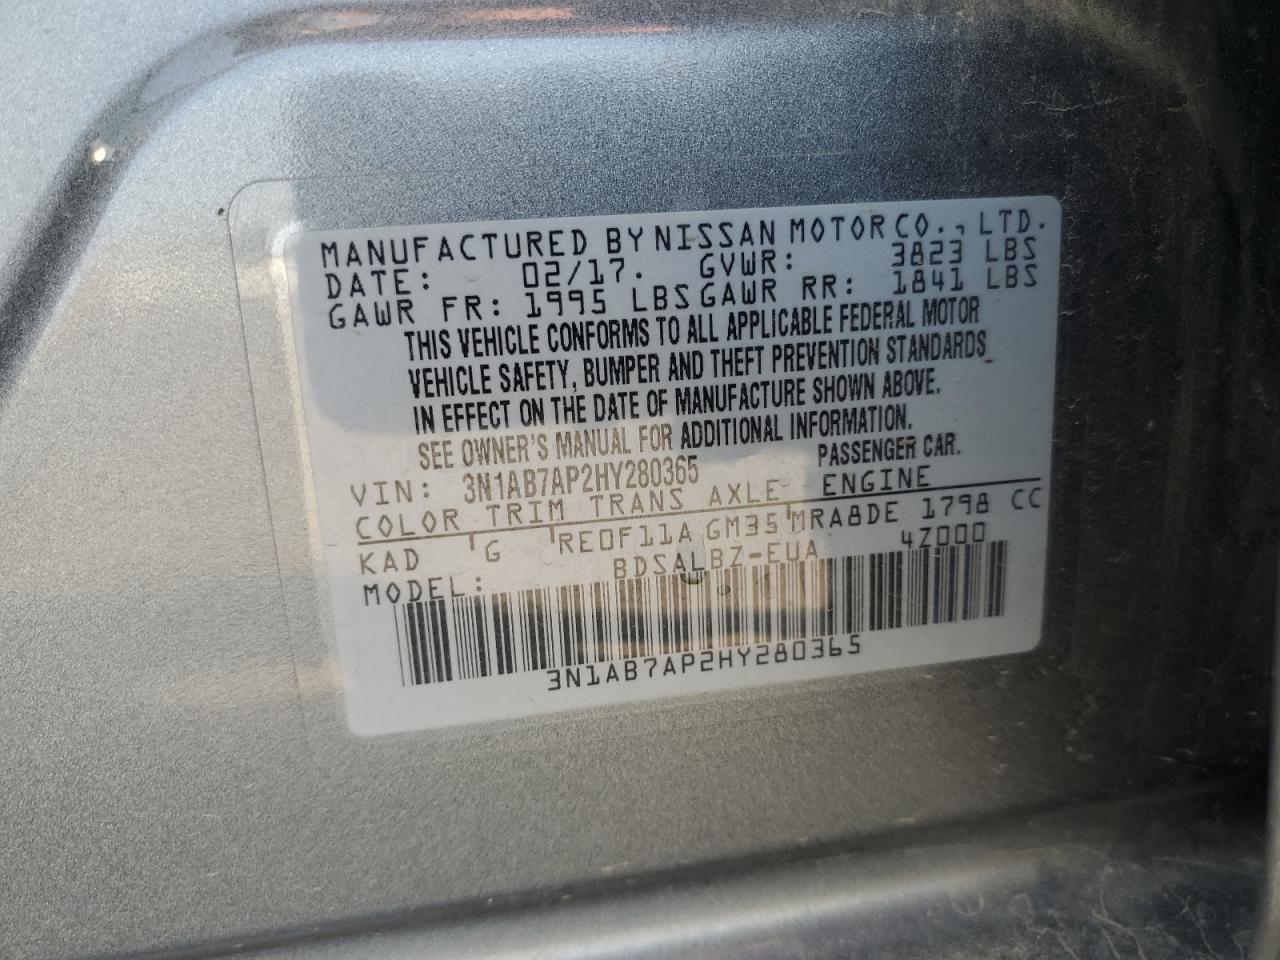 MANUFACTURED BY NISSAN MOTOR CO., LTD.
DATE: 02/17. GVWR: 3823 LBS
GAWR FR: 1995 LBS GAWR RR: 1841 LBS
THIS VEHICLE CONFORMS TO ALL APPLICABLE FEDERAL MOTOR
VEHICLE SAFETY, BUMPER AND THEFT PREVENTION STANDARDS
IN EFFECT ON THE DATE OF MANUFACTURE SHOWN ABOVE.
SEE OWNER'S MANUAL FOR ADDITIONAL INFORMATION.
VIN: 3N1AB7AP2HY280365 PASSENGER CAR.
COLOR TRIM TRANS AXLE ENGINE
KAD G RE0F11A GM35 MRA8DE 1798 CC
MODEL: BDSALBZ-EUA 4Z000
3N1AB7AP2HY280365